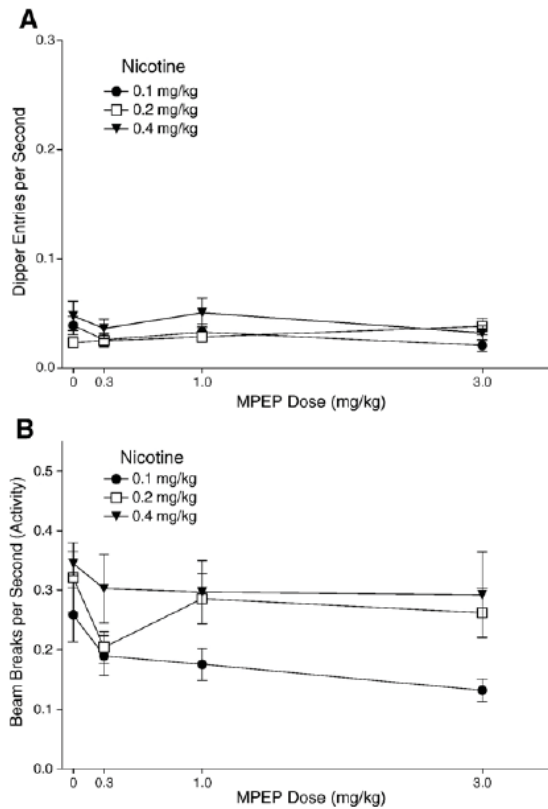 A
0.3
Nicotine
0.1 mg/kg
0.2 mg/kg
0.4 mg/kg
0.2
0.1
0.0
Dipper Entries per Second
0 0.3 1.0 3.0
MPEP Dose (mg/kg)
B
Nicotine
0.5
0.1 mg/kg
0.2 mg/kg
0.4 mg/kg
0.4
0.3
0.2
0.1
0.0
Beam Breaks per Second (Activity)
0 0.3 1.0 3.0
MPEP Dose (mg/kg)